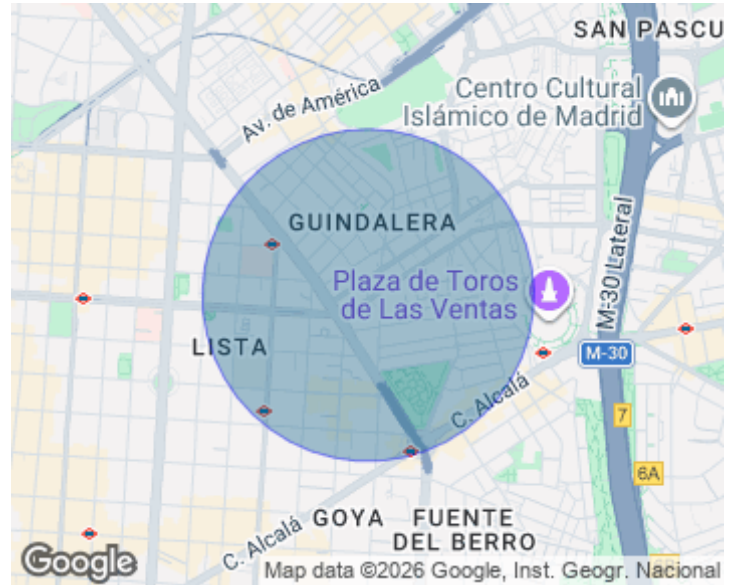 SAN PASCU
Centro Cultural
Islámico de Madrid
Av. de América
GUINDALERA
Plaza de Toros
de Las Ventas
M-30 Lateral
LISTA
M-30
C. Alcalá
7
6A
GOYA
FUENTE
DEL BERRO
C. Alcalá
Google
Map data ©2026 Google, Inst. Geogr. Nacional